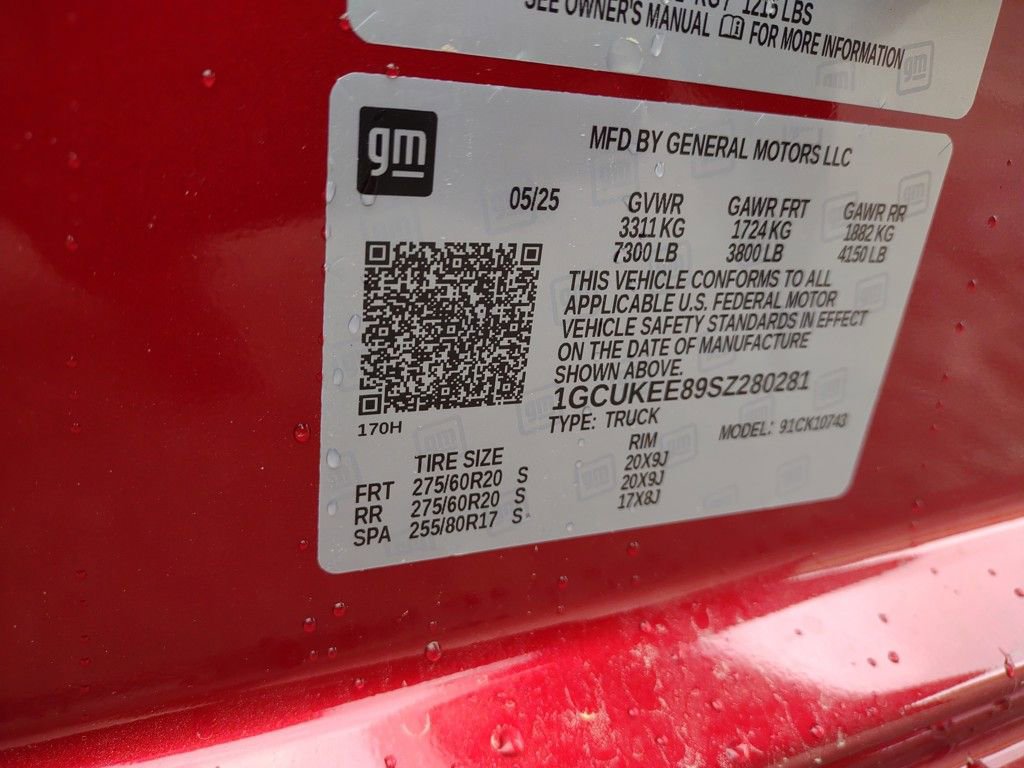 1215 LBS
SEE OWNER'S MANUAL FOR MORE INFORMATION
gm
MFD BY GENERAL MOTORS LLC
05/25 GVWR GAWR FRT GAWR RR
3311 KG 1724 KG 1882 KG
7300 LB 3800 LB 4150 LB
THIS VEHICLE CONFORMS TO ALL
APPLICABLE U.S. FEDERAL MOTOR
VEHICLE SAFETY STANDARDS IN EFFECT
ON THE DATE OF MANUFACTURE
SHOWN ABOVE.
1GCUKEE89SZ280281
170H
TYPE: TRUCK MODEL: 91CK10743
TIRE SIZE RIM
FRT 275/60R20 S 20X9J
RR 275/60R20 S 20X9J
SPA 255/80R17 S 17X8J